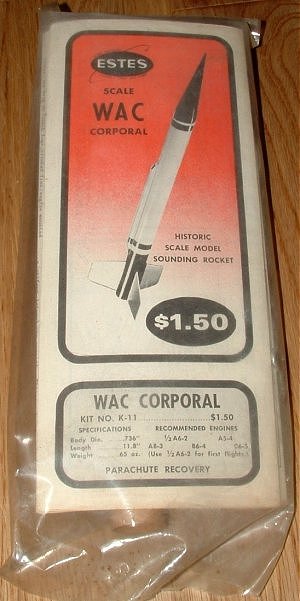 ESTES
SCALE
WAC
CORPORAL
HISTORIC
SCALE MODEL
SOUNDING ROCKET
$1.50
WAC CORPORAL
KIT NO. K-11 $1.50
SPECIFICATIONS RECOMMENDED ENGINES
Body Dia. .736" ½A6-2 A5-4
Length 11.8" A8-3 B6-4 C6-5
Weight .65 oz. (Use ½A6-2 for first flights.)
PARACHUTE RECOVERY